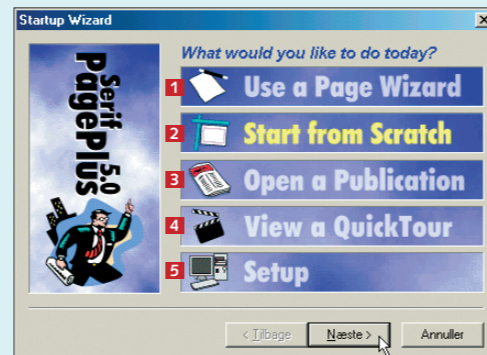 Startup Wizard
Serif
PagePlus
5.0
What would you like to do today?
1 Use a Page Wizard
2 Start from Scratch
3 Open a Publication
4 View a QuickTour
5 Setup
< Tilbage Næste > Annuller